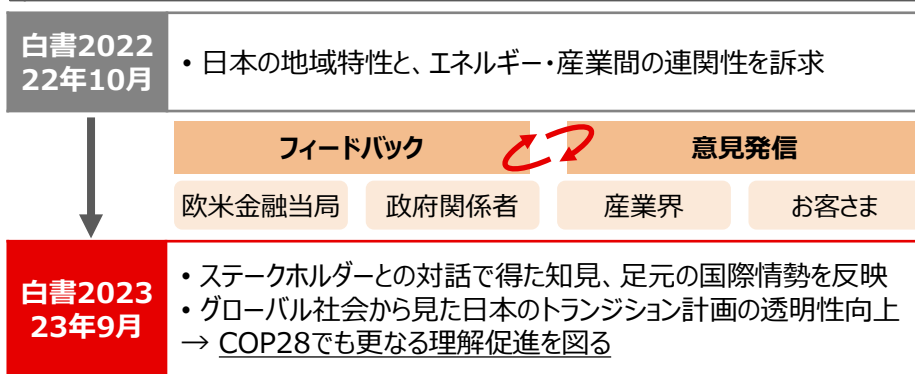 白書2022
22年10月
• 日本の地域特性と、エネルギー・産業間の連関性を訴求
フィードバック
意見発信
欧米金融当局
政府関係者
産業界
お客さま
白書2023
23年9月
• ステークホルダーとの対話で得た知見、足元の国際情勢を反映
• グローバル社会から見た日本のトランジション計画の透明性向上
→ COP28でも更なる理解促進を図る